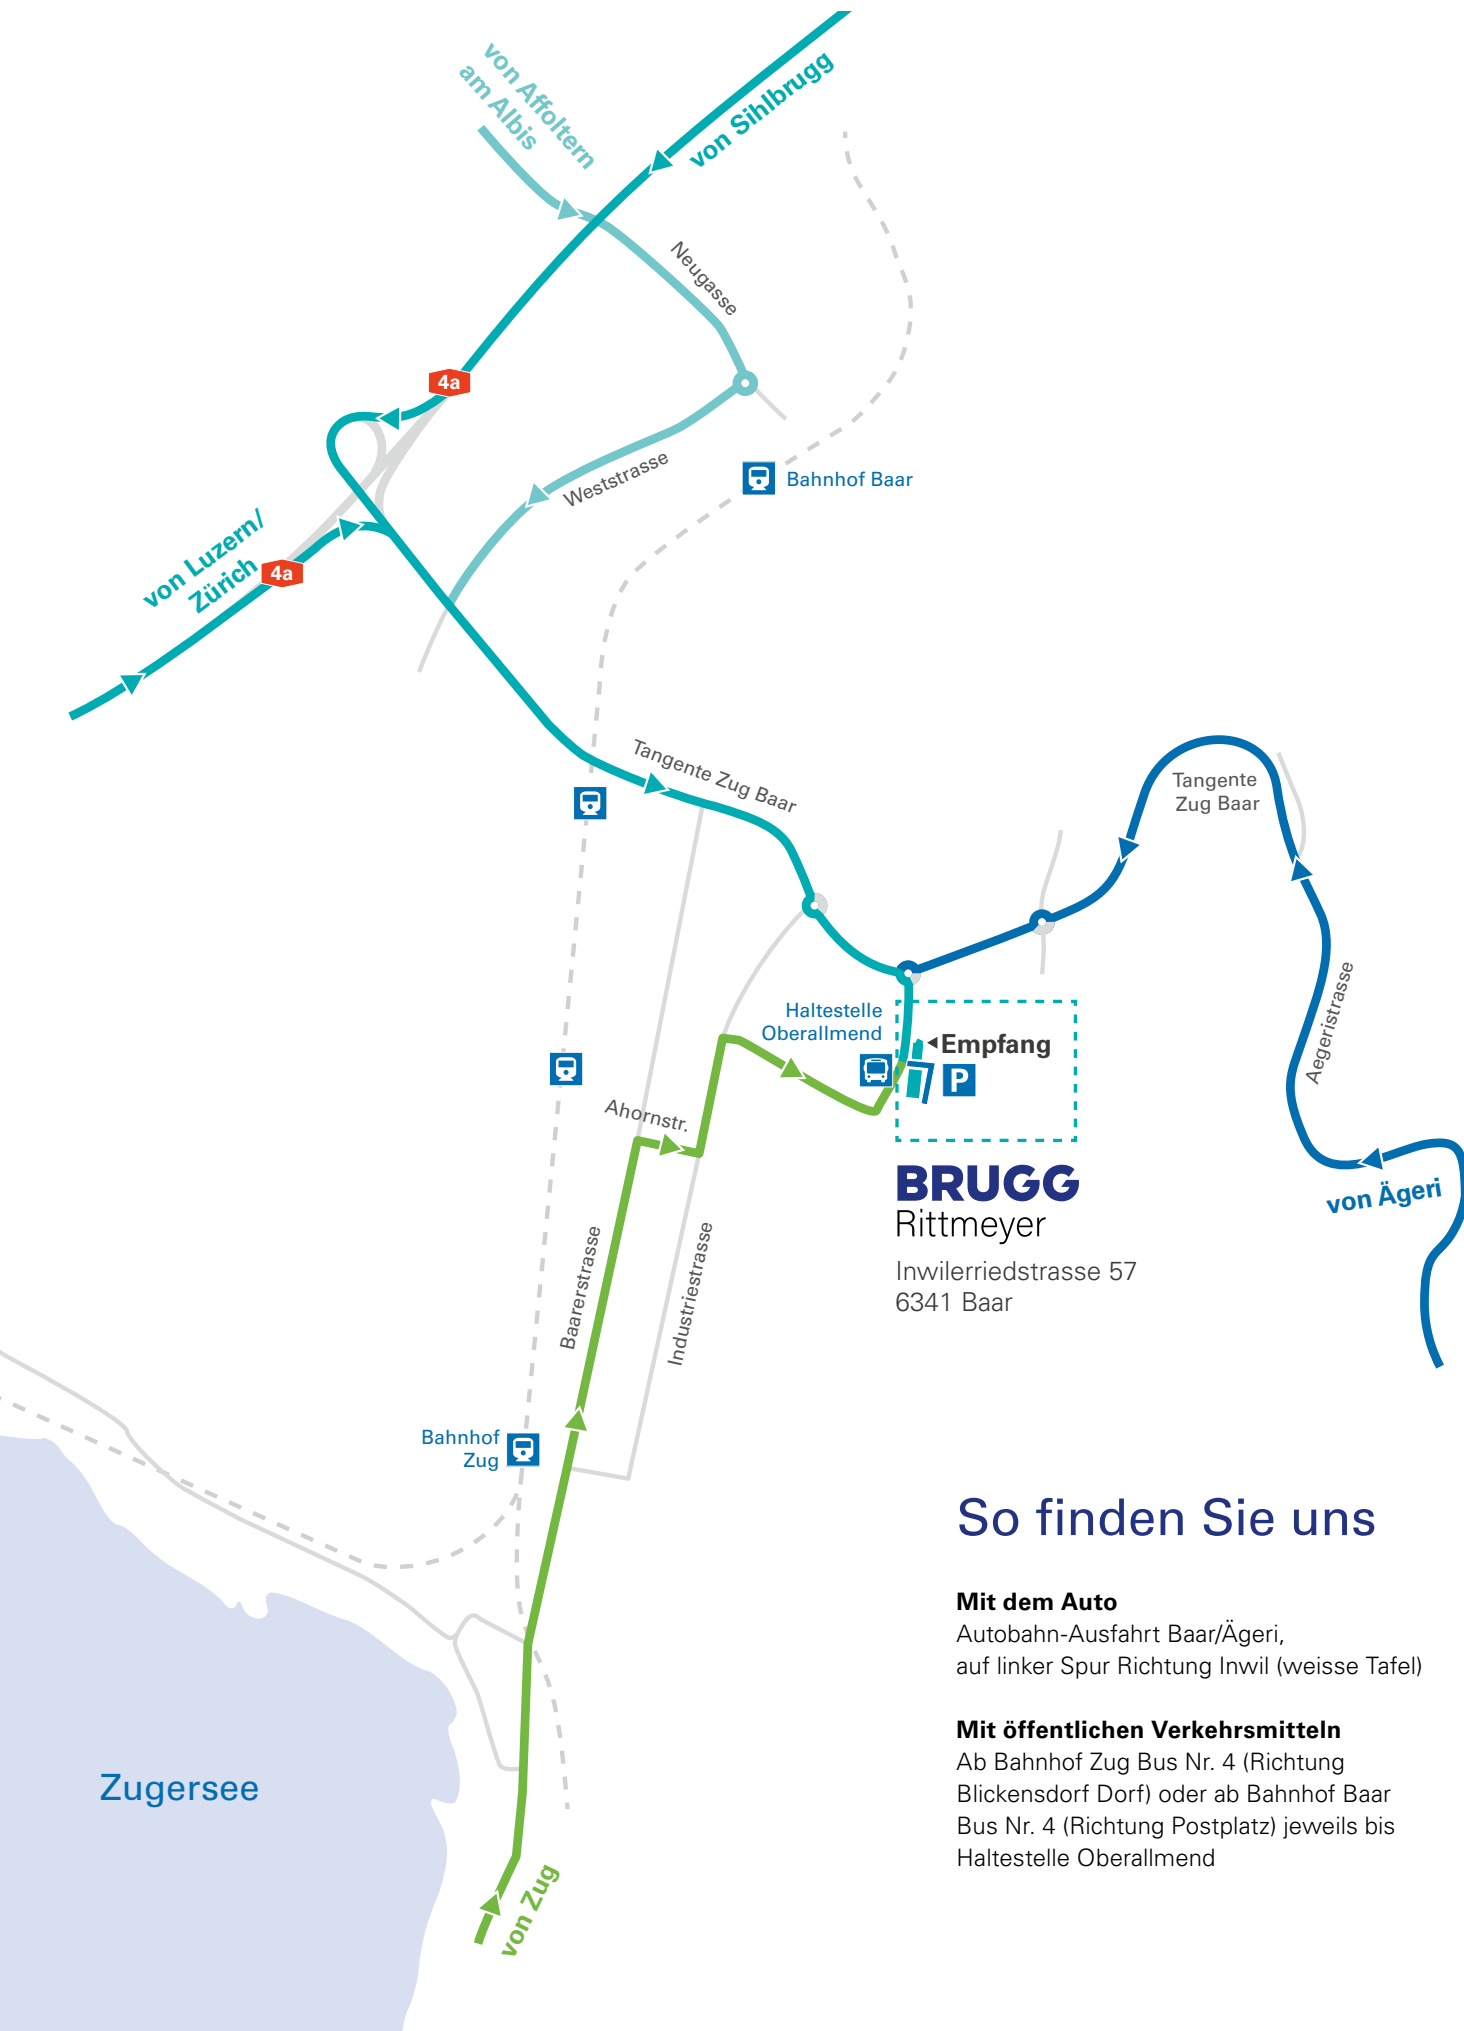 von Affoltern
am Albis
von Sihlbrugg
Neugasse
4a
Weststrasse
Bahnhof Baar
von Luzern/
Zürich
4a
Tangente Zug Baar
Tangente
Zug Baar
Aegeristrasse
Haltestelle
Oberallmend
Empfang
P
Ahornstr.
BRUGG
Rittmeyer
Inwilerriedstrasse 57
6341 Baar
von Ägeri
Baarerstrasse
Industriestrasse
Bahnhof
Zug
So finden Sie uns
Mit dem Auto
Autobahn-Ausfahrt Baar/Ägeri,
auf linker Spur Richtung Inwil (weisse Tafel)
Mit öffentlichen Verkehrsmitteln
Ab Bahnhof Zug Bus Nr. 4 (Richtung
Blickensdorf Dorf) oder ab Bahnhof Baar
Bus Nr. 4 (Richtung Postplatz) jeweils bis
Haltestelle Oberallmend
Zugersee
von Zug